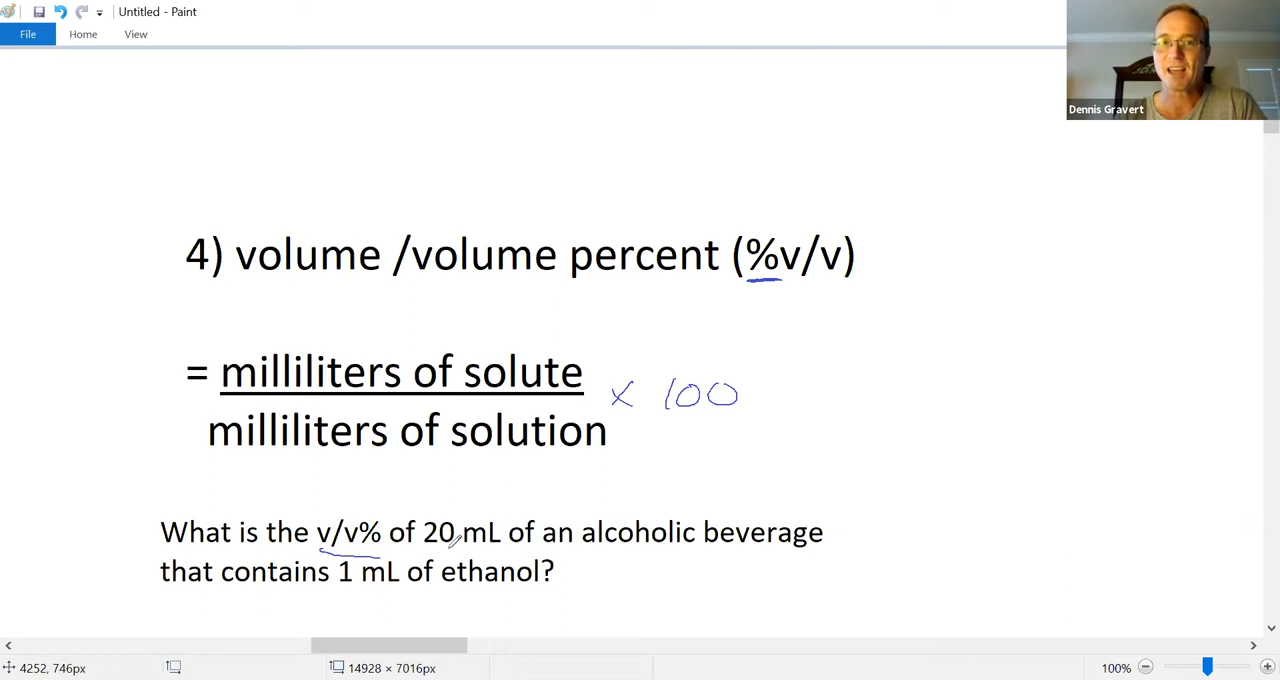 Untitled - Paint
File Home View
Dennis Gravert
4) volume /volume percent (%v/v)
= milliliters of solute
x 100
milliliters of solution
What is the v/v% of 20 mL of an alcoholic beverage
that contains 1 mL of ethanol?
4252, 746px 14928 × 7016px 100%